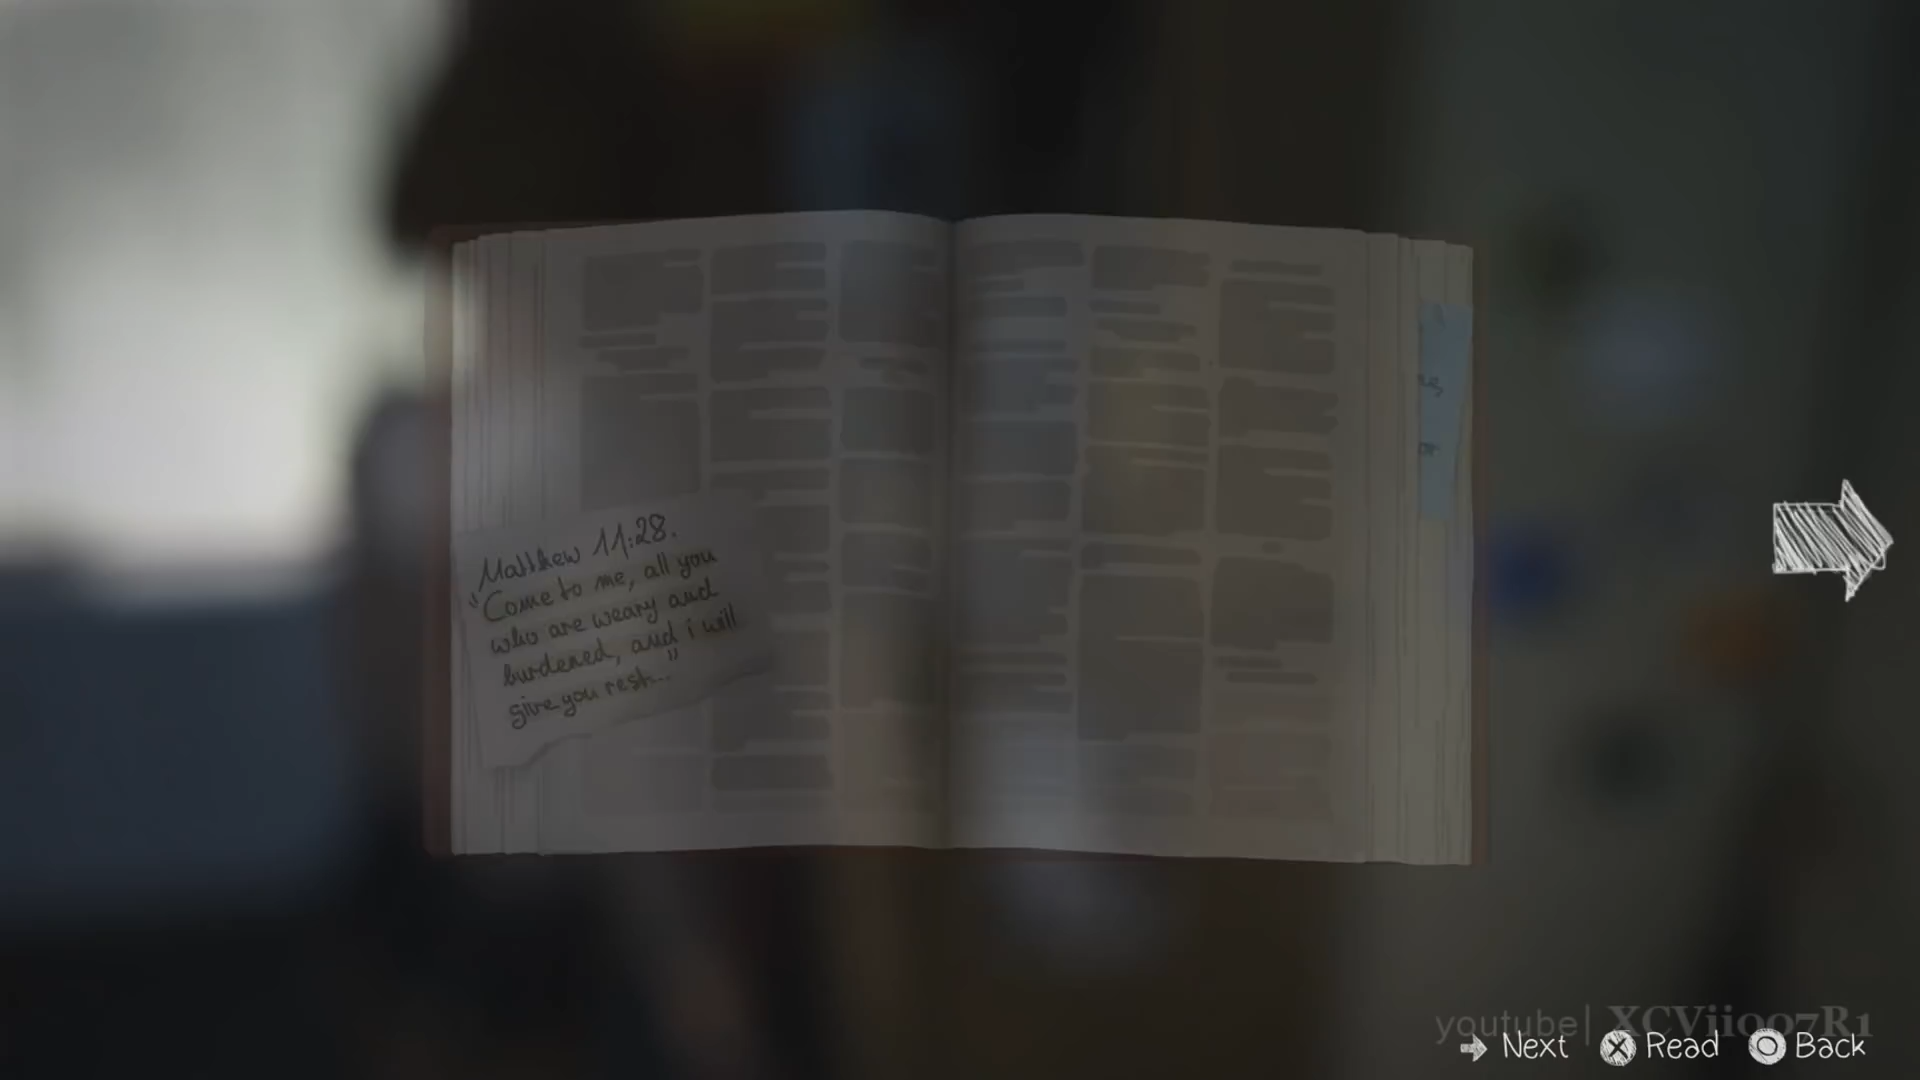 Matthew 11:28.
"Come to me, all you
who are weary and
burdened, and i will
give you rest..."
youtube| XCViioo7R1
Next Read Back